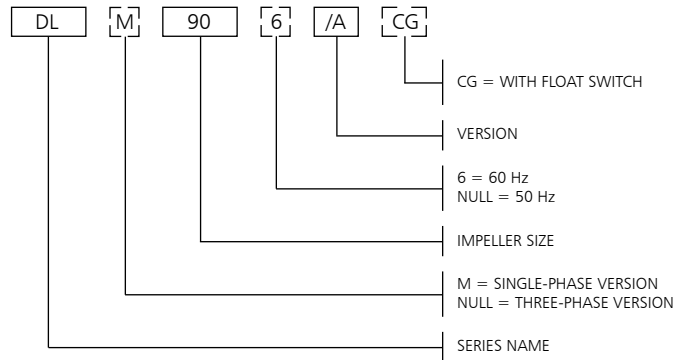 DL M 90 6 /A CG
CG = WITH FLOAT SWITCH
VERSION
6 = 60 Hz
NULL = 50 Hz
IMPELLER SIZE
M = SINGLE-PHASE VERSION
NULL = THREE-PHASE VERSION
SERIES NAME